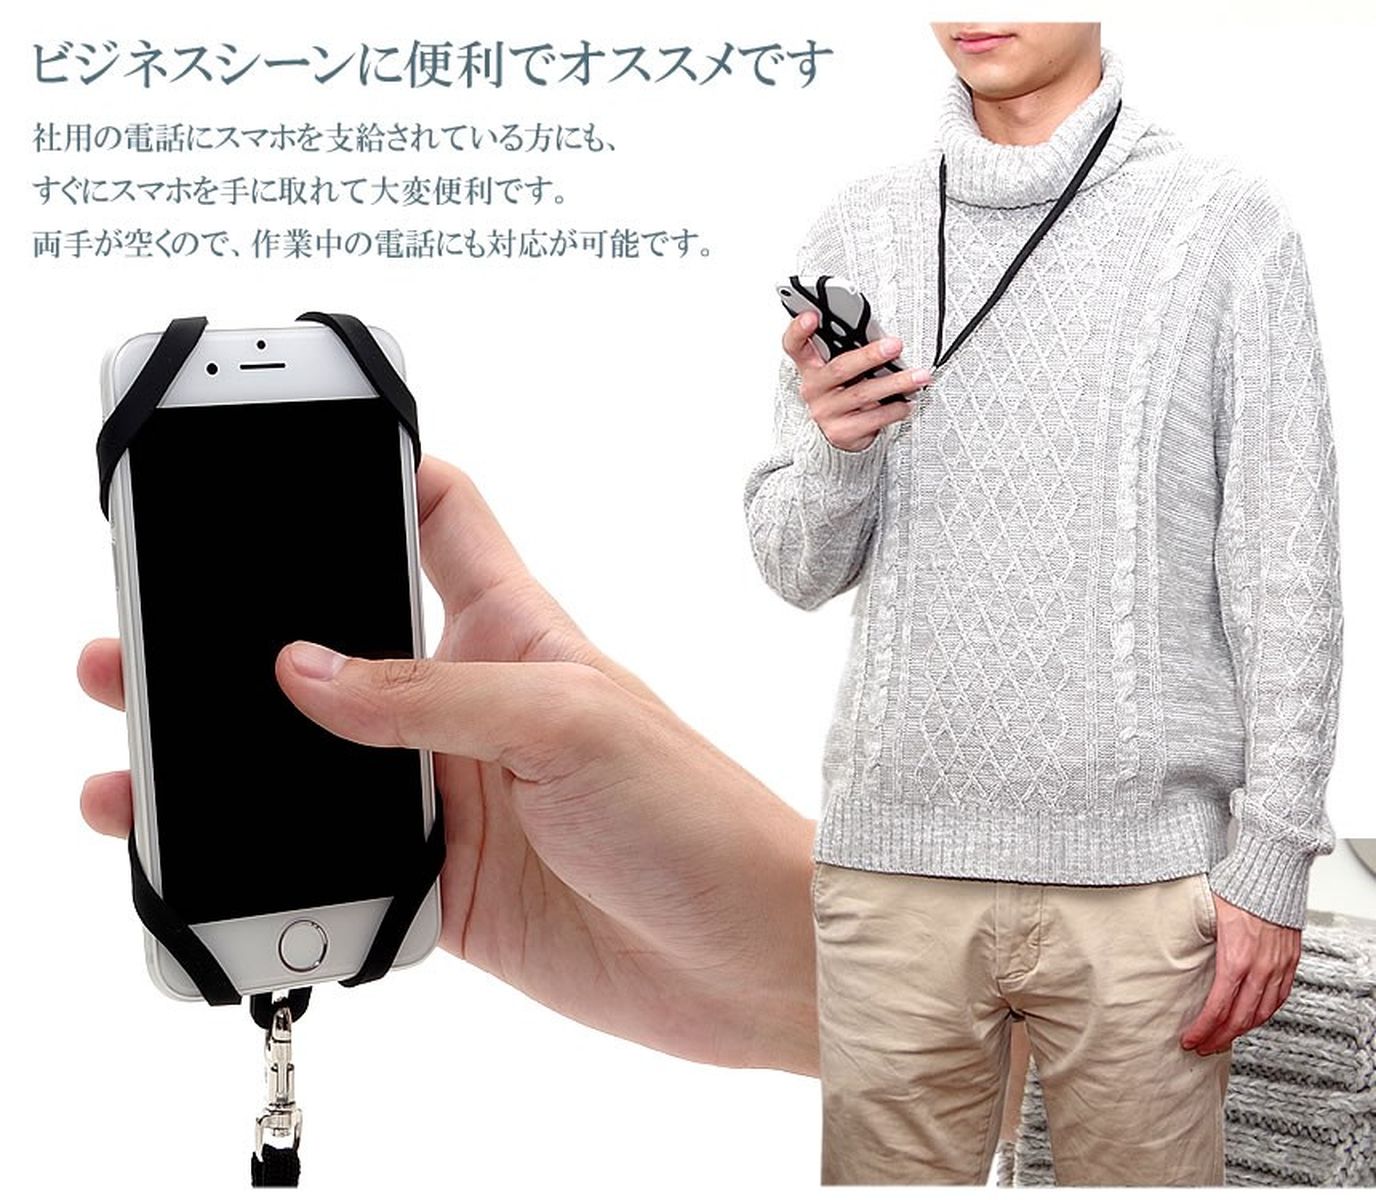 ビジネスシーンに便利でオススメです
社用の電話にスマホを支給されている方にも、
すぐにスマホを手に取れて大変便利です。
両手が空くので、作業中の電話にも対応が可能です。